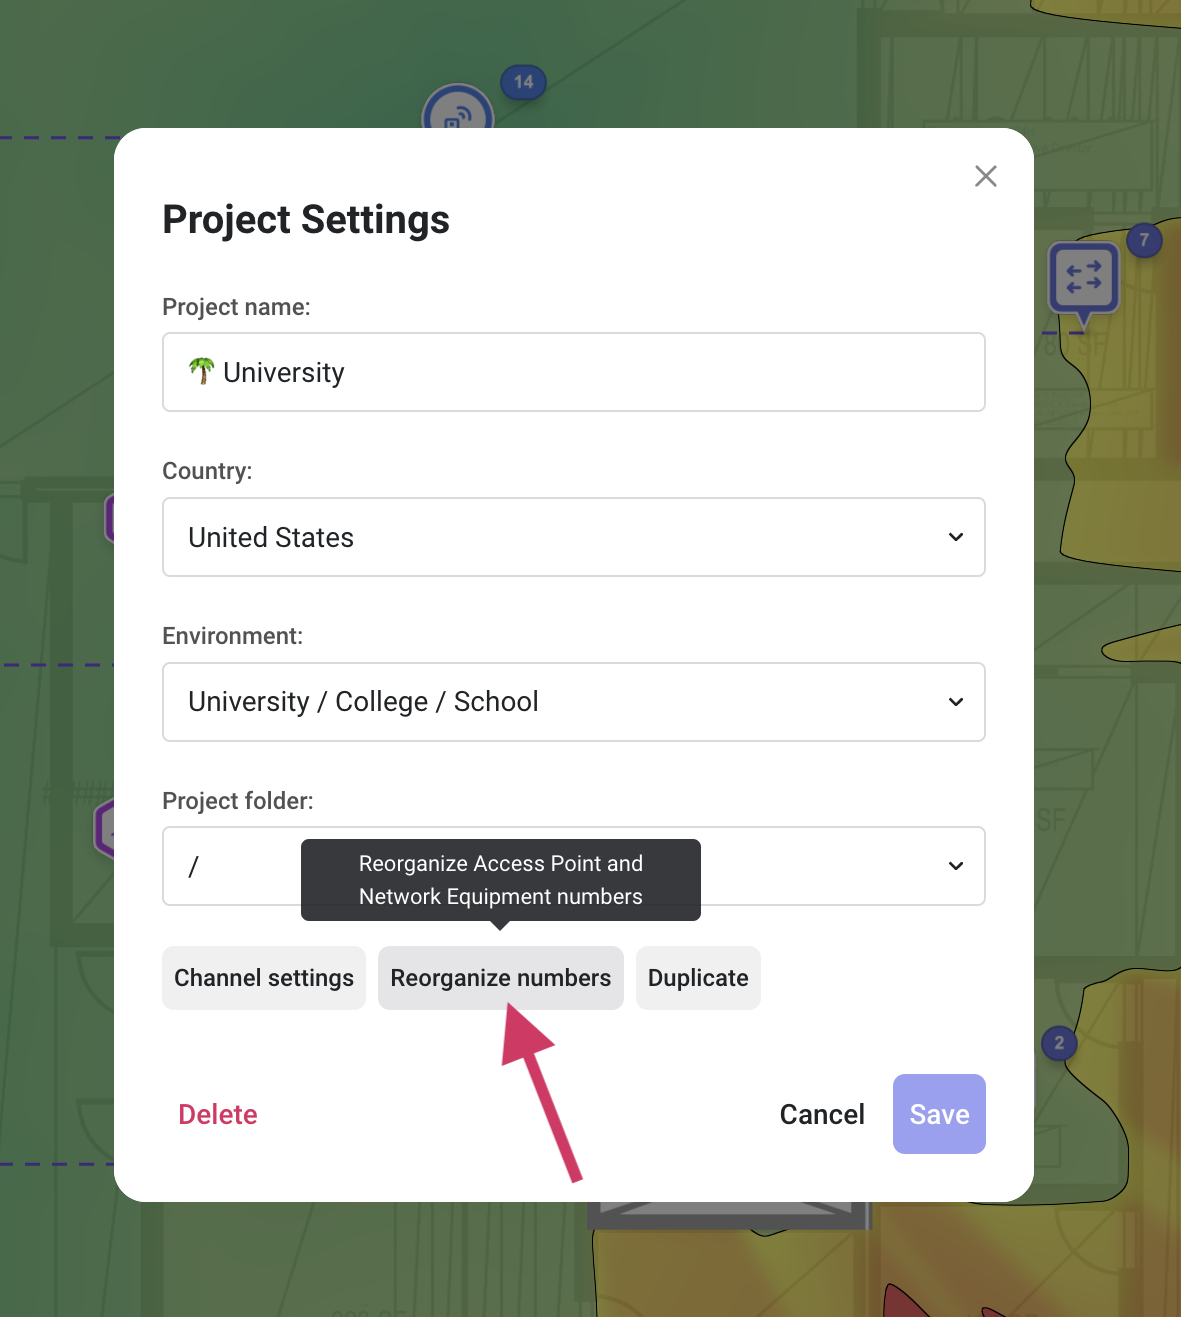 14
7
Project Settings
Project name:
🌴 University
Country:
United States
Environment:
University / College / School
Project folder:
/
Reorganize Access Point and
Network Equipment numbers
Channel settings
Reorganize numbers
Duplicate
2
Delete
Cancel
Save